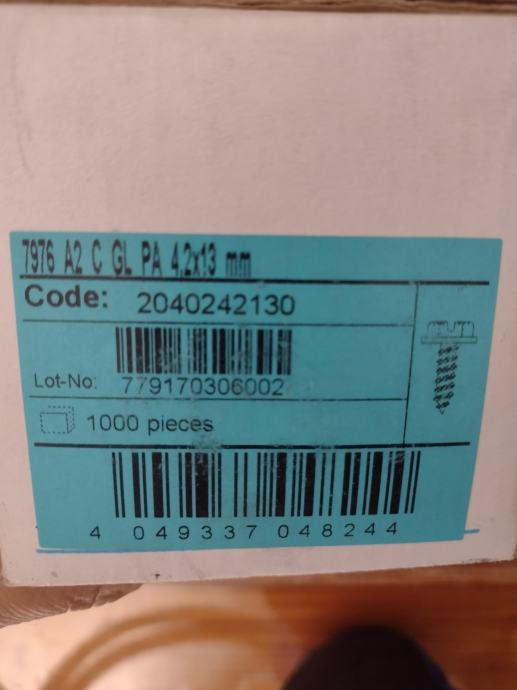 7976 A2 C GL PA 4,2x13 mm
Code: 2040242130
Lot-No: 779170306002
1000 pieces
4 049337 048244